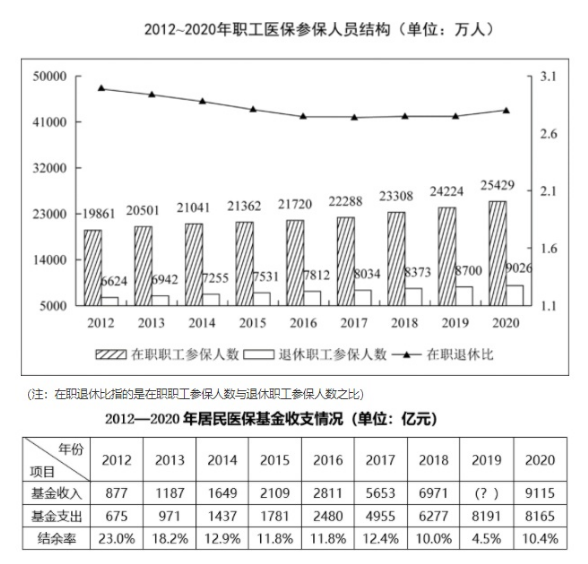 2012~2020年职工医保参保人员结构（单位：万人）
50000 3.1
41000 2.6
32000
23000 2.1
14000 1.6
5000 1.1
19861 20501 21041 21362 21720 22288 23308 24224 25429
6624 6942 7255 7531 7812 8034 8373 8700 9026
2012 2013 2014 2015 2016 2017 2018 2019 2020
在职职工参保人数 退休职工参保人数 在职退休比
(注：在职退休比指的是在职职工参保人数与退休职工参保人数之比)
2012—2020 年居民医保基金收支情况（单位：亿元）
年份 项目 2012 2013 2014 2015 2016 2017 2018 2019 2020
基金收入 877 1187 1649 2109 2811 5653 6971 (？) 9115
基金支出 675 971 1437 1781 2480 4955 6277 8191 8165
结余率 23.0% 18.2% 12.9% 11.8% 11.8% 12.4% 10.0% 4.5% 10.4%